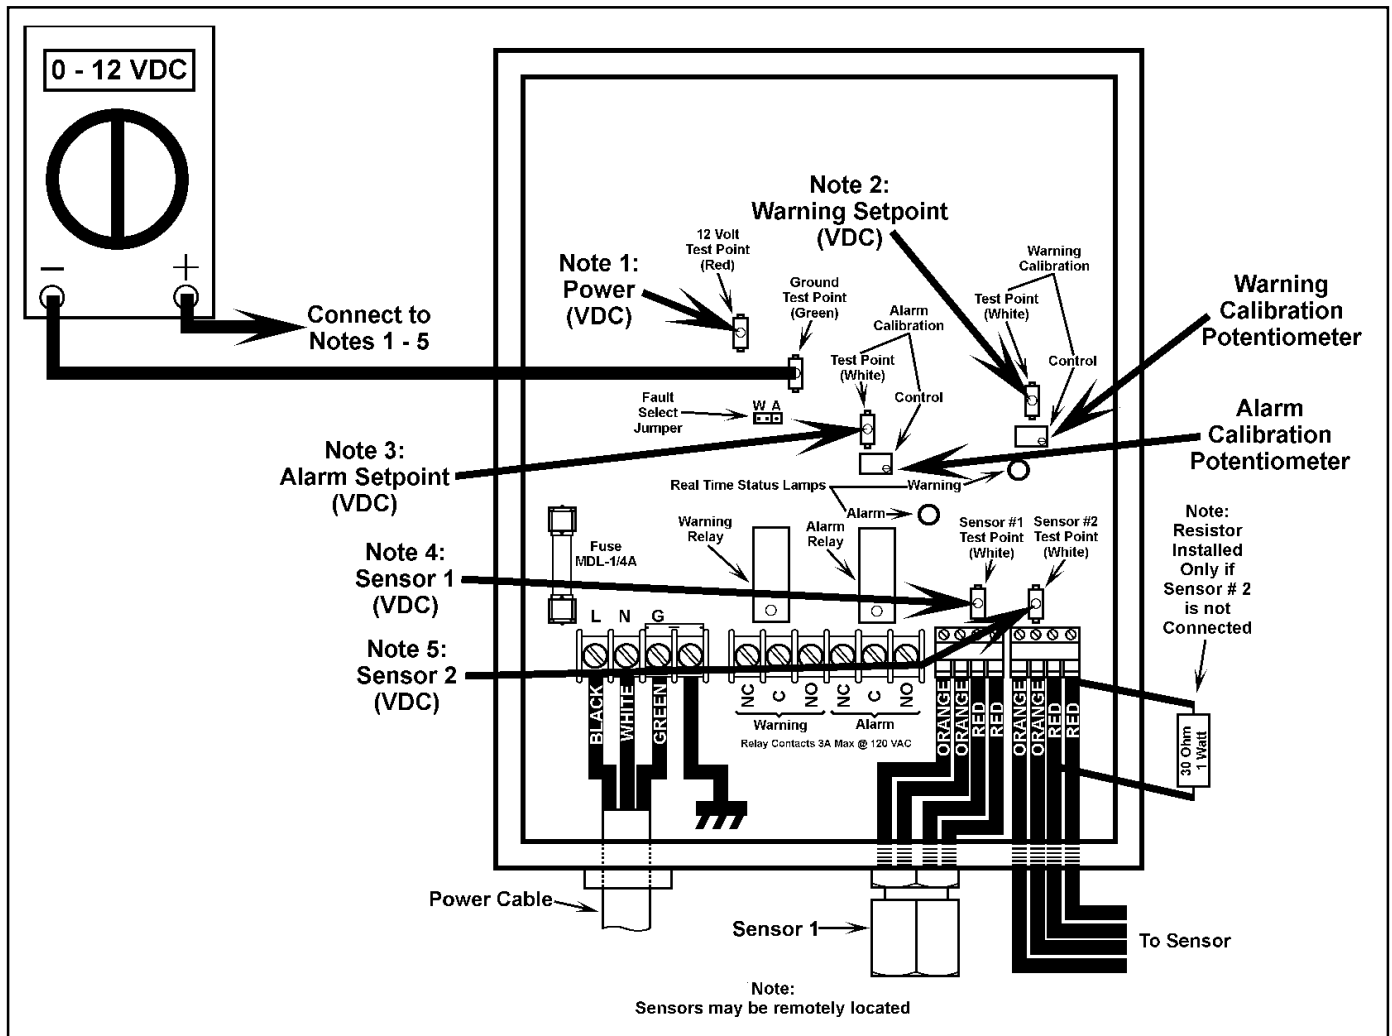 0 - 12 VDC
−
+
Connect to
Notes 1 - 5
Note 1:
Power
(VDC)
12 Volt
Test Point
(Red)
Ground
Test Point
(Green)
Note 2:
Warning Setpoint
(VDC)
Alarm
Calibration
Test Point
(White)
Control
Warning
Calibration
Test Point
(White)
Control
Warning
Calibration
Potentiometer
Alarm
Calibration
Potentiometer
Fault
Select
Jumper
W A
Note 3:
Alarm Setpoint
(VDC)
Real Time Status Lamps
Warning
Alarm
Fuse
MDL-1/4A
Warning
Relay
Alarm
Relay
Sensor #1
Test Point
(White)
Sensor #2
Test Point
(White)
Note:
Resistor
Installed
Only if
Sensor # 2
is not
Connected
Note 4:
Sensor 1
(VDC)
Note 5:
Sensor 2
(VDC)
L N G
BLACK
WHITE
GREEN
NC
C
NO
NC
C
NO
Warning
Alarm
Relay Contacts 3A Max @ 120 VAC
ORANGE
ORANGE
RED
RED
ORANGE
ORANGE
RED
RED
30 Ohm
1 Watt
Power Cable
Sensor 1
To Sensor
Note:
Sensors may be remotely located